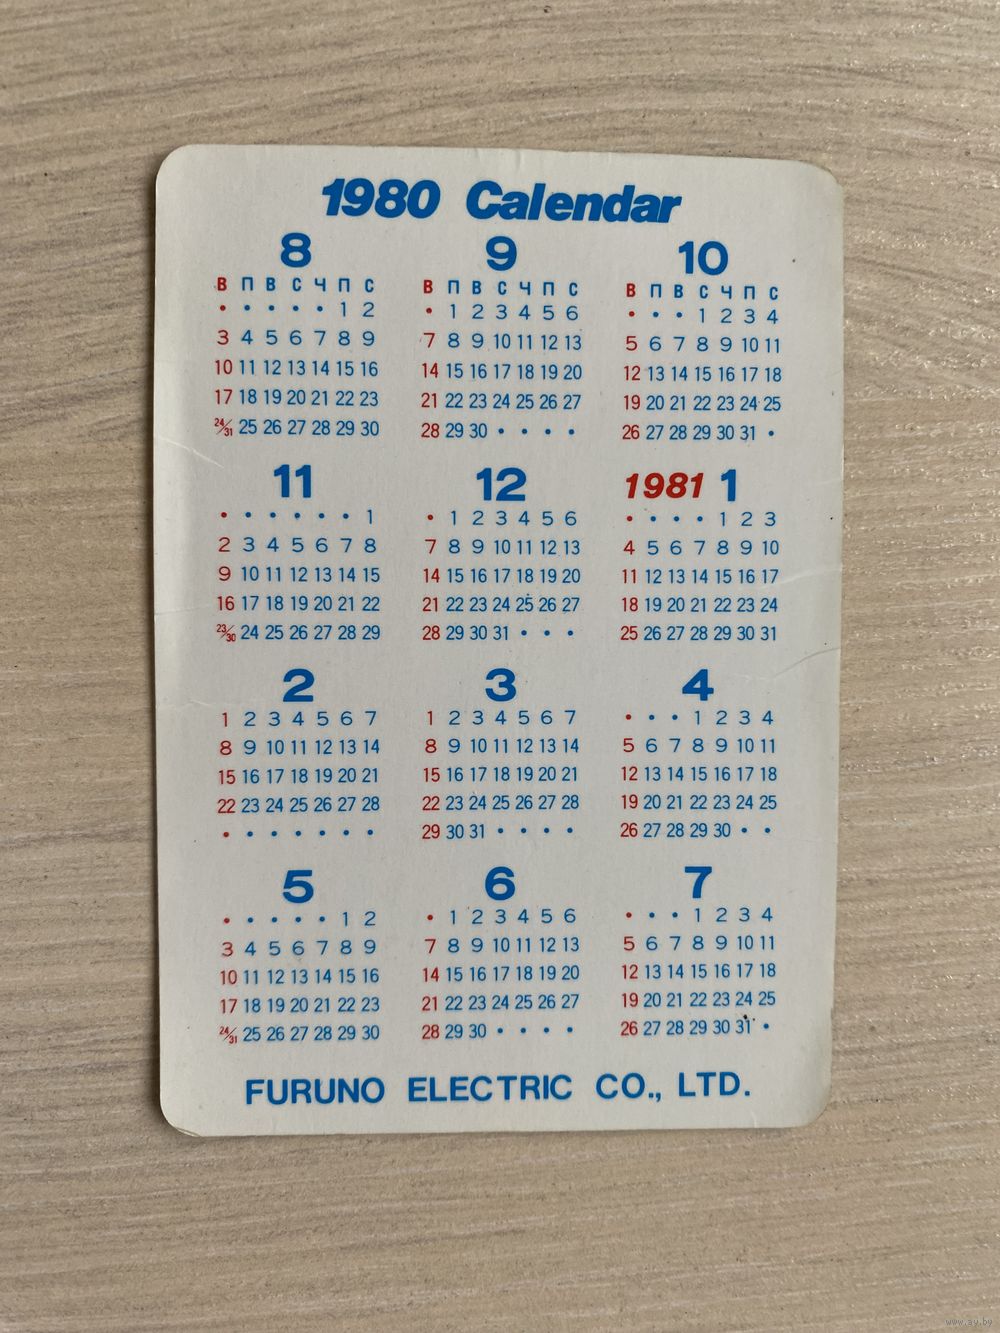 1980 Calendar
8 9 10
В П В С Ч П С В П В С Ч П С В П В С Ч П С
• • • • • 1 2 • 1 2 3 4 5 6 • • • 1 2 3 4
3 4 5 6 7 8 9 7 8 9 10 11 12 13 5 6 7 8 9 10 11
10 11 12 13 14 15 16 14 15 16 17 18 19 20 12 13 14 15 16 17 18
17 18 19 20 21 22 23 21 22 23 24 25 26 27 19 20 21 22 23 24 25
24/31 25 26 27 28 29 30 28 29 30 • • • • 26 27 28 29 30 31 •
11 12 1981 1
• • • • • • 1 • 1 2 3 4 5 6 • • • • 1 2 3
2 3 4 5 6 7 8 7 8 9 10 11 12 13 4 5 6 7 8 9 10
9 10 11 12 13 14 15 14 15 16 17 18 19 20 11 12 13 14 15 16 17
16 17 18 19 20 21 22 21 22 23 24 25 26 27 18 19 20 21 22 23 24
23/30 24 25 26 27 28 29 28 29 30 31 • • • 25 26 27 28 29 30 31
2 3 4
1 2 3 4 5 6 7 1 2 3 4 5 6 7 • • • 1 2 3 4
8 9 10 11 12 13 14 8 9 10 11 12 13 14 5 6 7 8 9 10 11
15 16 17 18 19 20 21 15 16 17 18 19 20 21 12 13 14 15 16 17 18
22 23 24 25 26 27 28 22 23 24 25 26 27 28 19 20 21 22 23 24 25
• • • • • • • 29 30 31 • • • • 26 27 28 29 30 • •
5 6 7
• • • • • 1 2 • 1 2 3 4 5 6 • • • 1 2 3 4
3 4 5 6 7 8 9 7 8 9 10 11 12 13 5 6 7 8 9 10 11
10 11 12 13 14 15 16 14 15 16 17 18 19 20 12 13 14 15 16 17 18
17 18 19 20 21 22 23 21 22 23 24 25 26 27 19 20 21 22 23 24 25
24/31 25 26 27 28 29 30 28 29 30 • • • • 26 27 28 29 30 31 •
FURUNO ELECTRIC CO., LTD.
www.ay.by